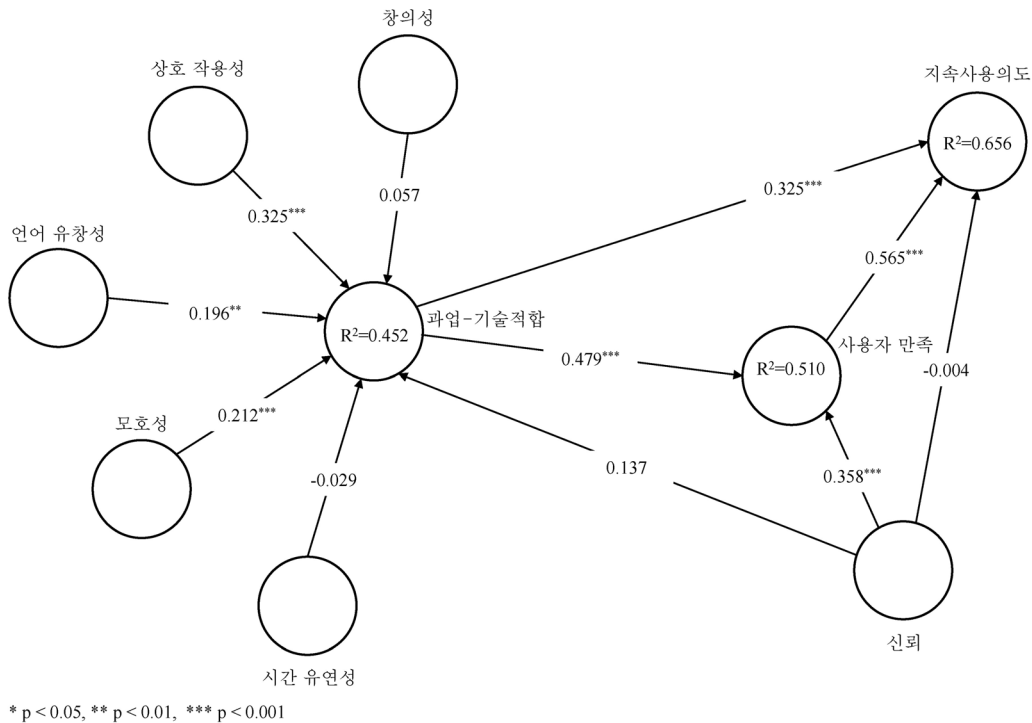 창의성
상호 작용성
지속사용의도
R²=0.656
0.057
0.325***
0.325***
언어 유창성
0.565***
0.196**
과업-기술적합
R²=0.452
사용자 만족
0.479***
R²=0.510
-0.004
모호성
0.212***
0.137
0.358***
-0.029
신뢰
시간 유연성
* p < 0.05, ** p < 0.01, *** p < 0.001